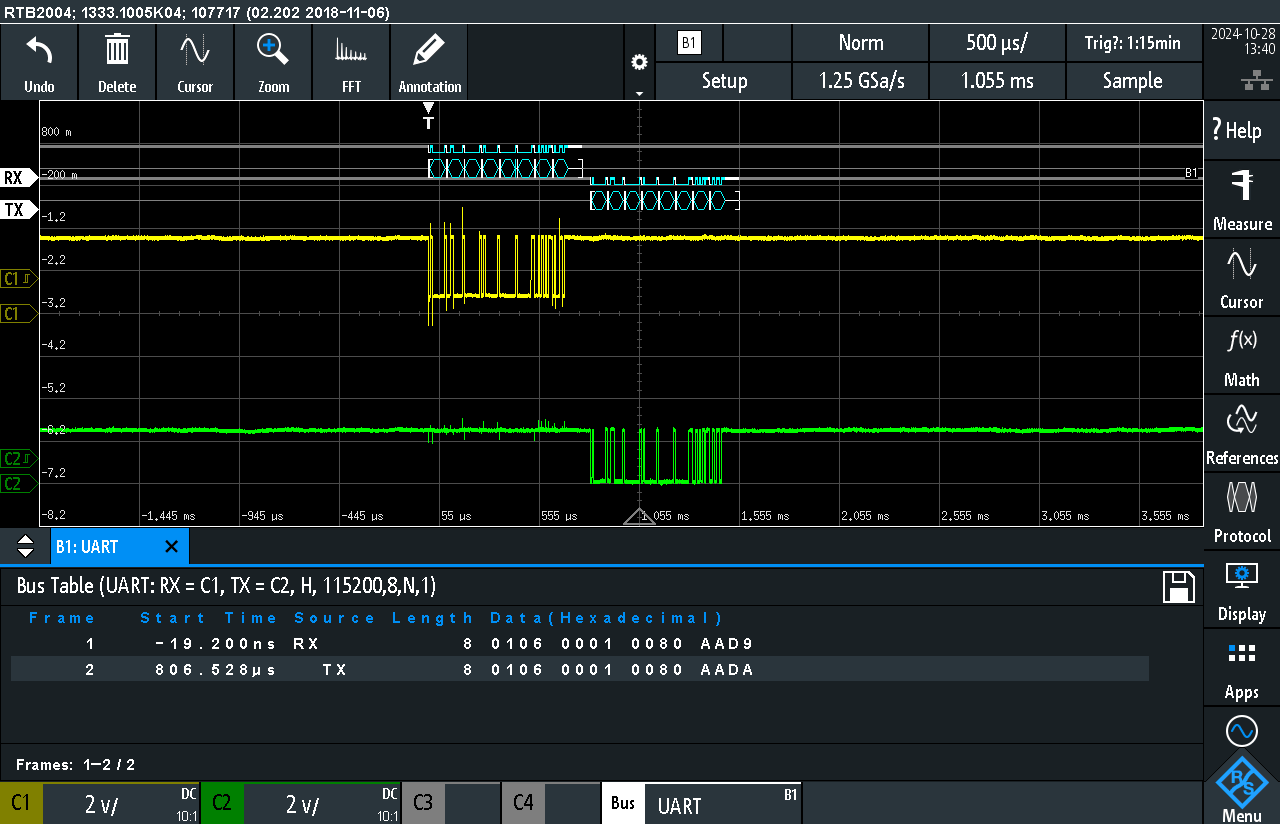 RTB2004; 1333.1005K04; 107717 (02.202 2018-11-06)
Undo
Delete
Cursor
Zoom
FFT
Annotation
B1
Setup
Norm
1.25 GSa/s
500 µs/
1.055 ms
Trig?: 1:15min
Sample
2024-10-28
13:40
T
800 m
RX
-200 m
B1
TX
-1.2
-2.2
C1
-3.2
C1
-4.2
-5.2
-6.2
C2
-7.2
C2
-8.2
-1.445 ms
-945 µs
-445 µs
55 µs
555 µs
1.055 ms
1.555 ms
2.055 ms
2.555 ms
3.055 ms
3.555 ms
? Help
Measure
Cursor
f(x)
Math
References
Protocol
Display
Apps
R&S
Menu
B1: UART
Bus Table (UART: RX = C1, TX = C2, H, 115200,8,N,1)
Frame Start Time Source Length Data(Hexadecimal)
1 -19.200ns RX 8 0106 0001 0080 AAD9
2 806.528µs TX 8 0106 0001 0080 AADA
Frames: 1-2 / 2
C1 2 V/ DC 10:1
C2 2 V/ DC 10:1
C3
C4
Bus UART B1